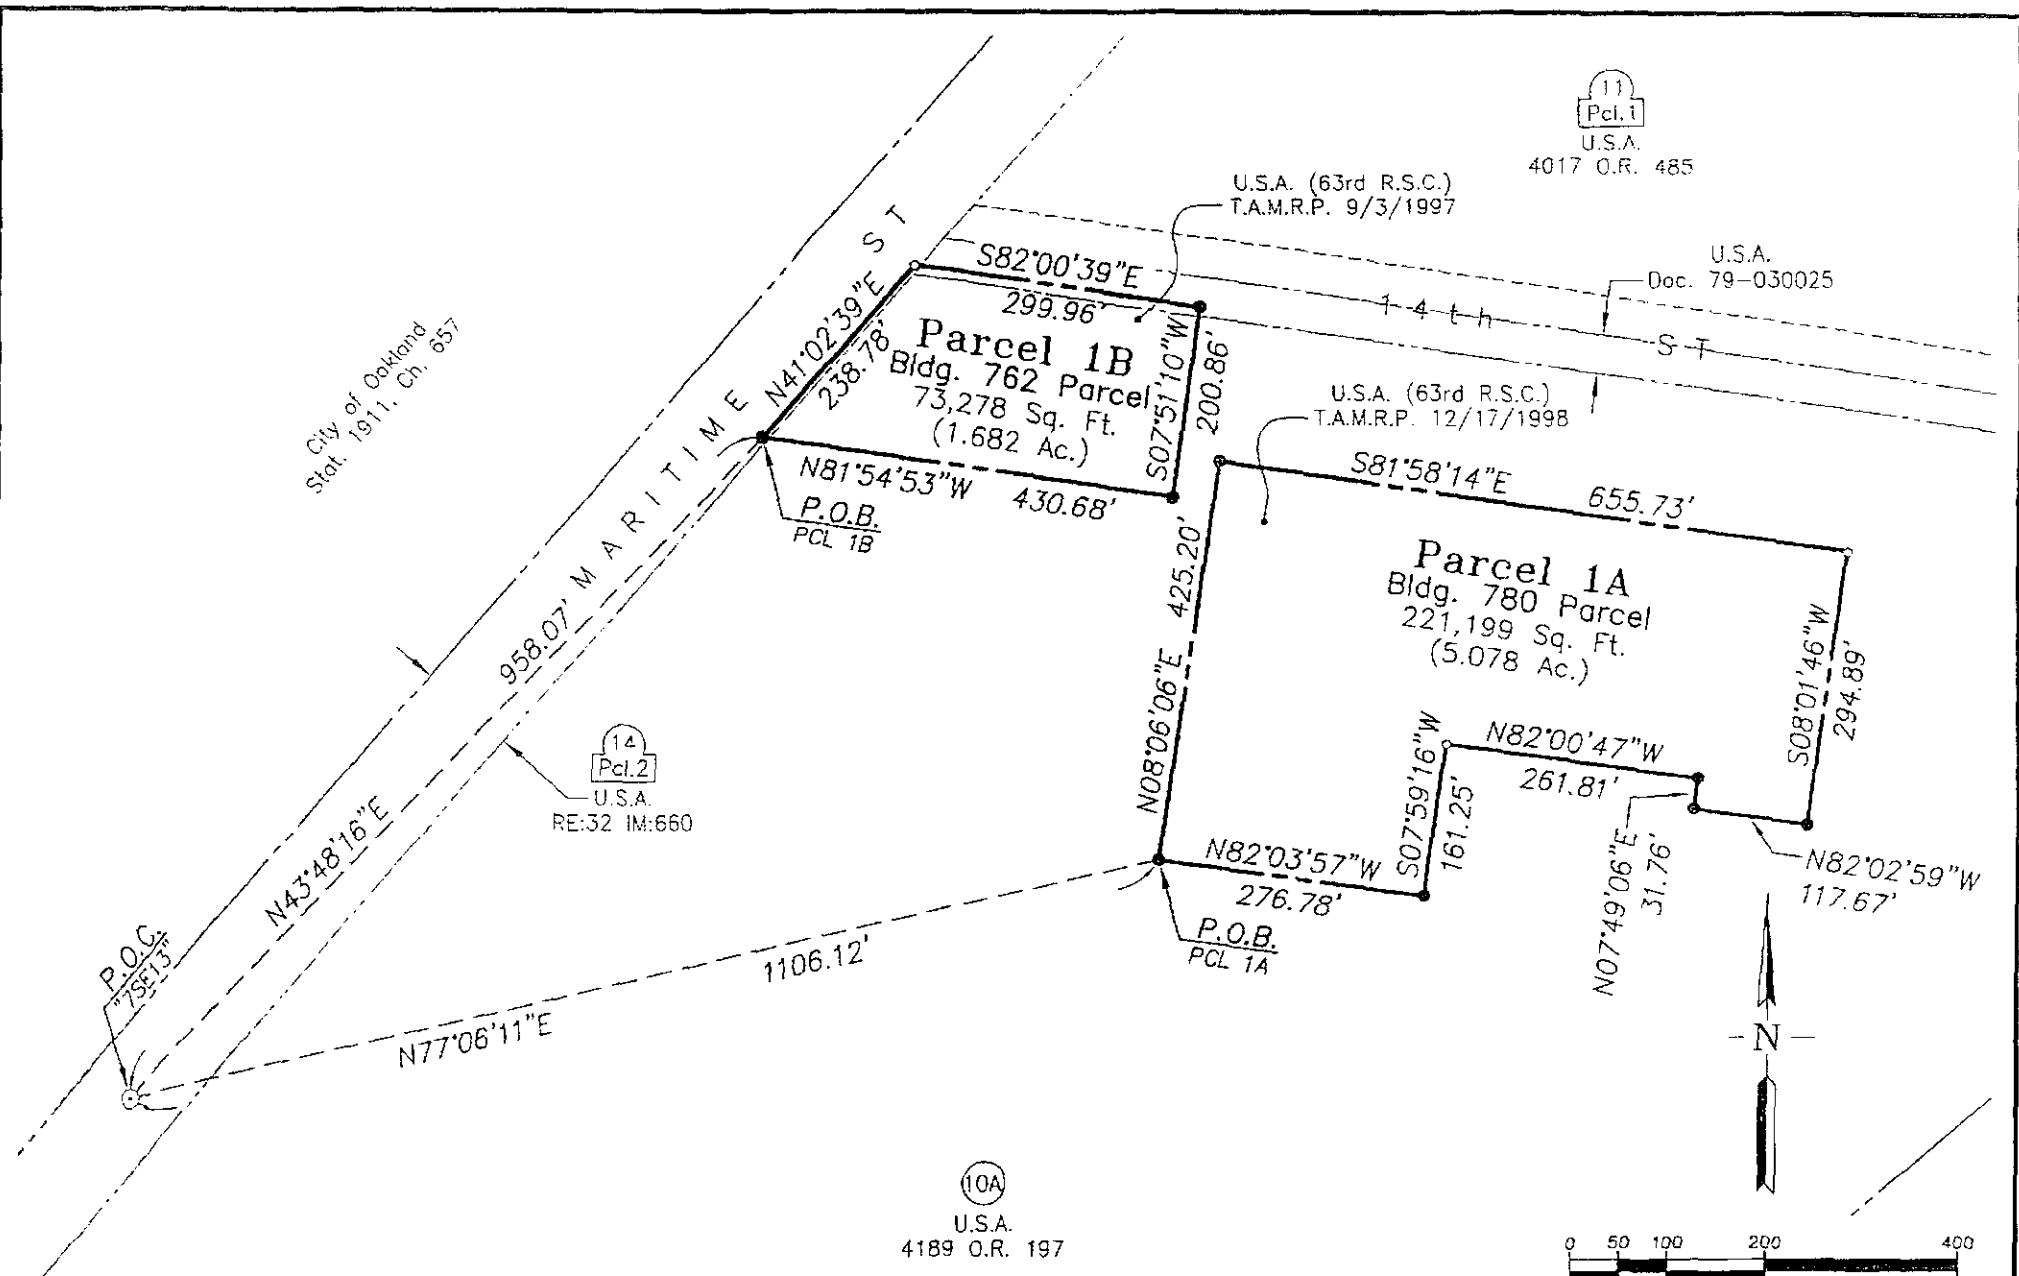 11
Pcl.1
U.S.A.
4017 O.R. 485
U.S.A. (63rd R.S.C.)
T.A.M.R.P. 9/3/1997
U.S.A.
Doc. 79-030025
14th ST
City of Oakland
Stat. 1911, Ch. 657
MARITIME ST
S82°00'39"E
299.96'
N41°02'39"E
238.78'
Parcel 1B
Bldg. 762 Parcel
73,278 Sq. Ft.
(1.682 Ac.)
S07°51'10"W
200.86'
N81°54'53"W 430.68'
P.O.B.
PCL 1B
U.S.A. (63rd R.S.C.)
T.A.M.R.P. 12/17/1998
S81°58'14"E 655.73'
Parcel 1A
Bldg. 780 Parcel
221,199 Sq. Ft.
(5.078 Ac.)
N08°06'06"E 425.20'
S08°01'46"W
294.89'
N82°00'47"W
261.81'
S07°59'16"W
161.25'
N07°49'06"E
31.76'
N82°02'59"W
117.67'
N82°03'57"W
276.78'
P.O.B.
PCL 1A
958.07'
N43°48'16"E
14
Pcl.2
U.S.A.
RE:32 IM:660
P.O.C.
"7SE13"
1106.12'
N77°06'11"E
N
10A
U.S.A.
4189 O.R. 197
0 50 100 200 400